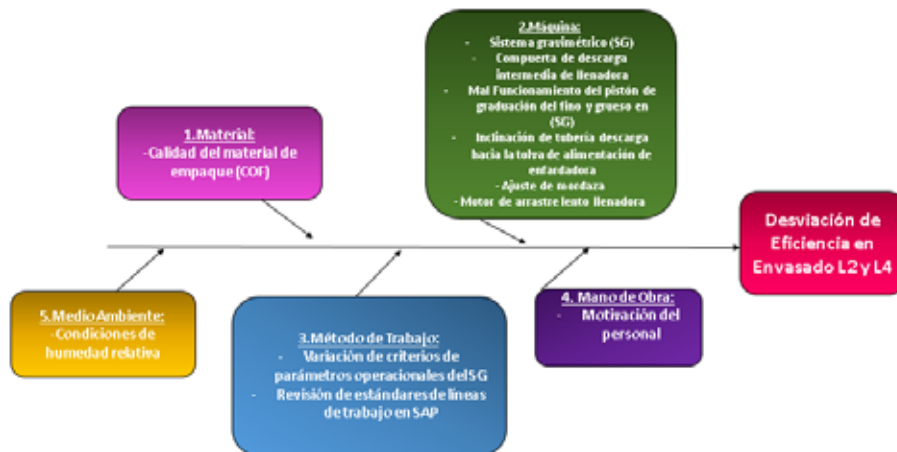 2.Máquina:
- Sistema gravimétrico (SG)
- Compuerta de descarga
intermedia de llenadora
- Mal Funcionamiento del pistón de
graduación del fino y grueso en
(SG)
- Inclinación de tubería descarga
hacia la tolva de alimentación de
enfardadora
- Ajuste de mordaza
- Motor de arrastre lento llenadora
1.Material:
-Calidad del material de
empaque (COF)
Desviación de
Eficiencia en
Envasado L2 y L4
5.Medio Ambiente:
-Condiciones de
humedad relativa
3.Método de Trabajo:
- Variación de criterios de
parámetros operacionales del SG
- Revisión de estándares de líneas
de trabajo en SAP
4. Mano de Obra:
- Motivación del
personal